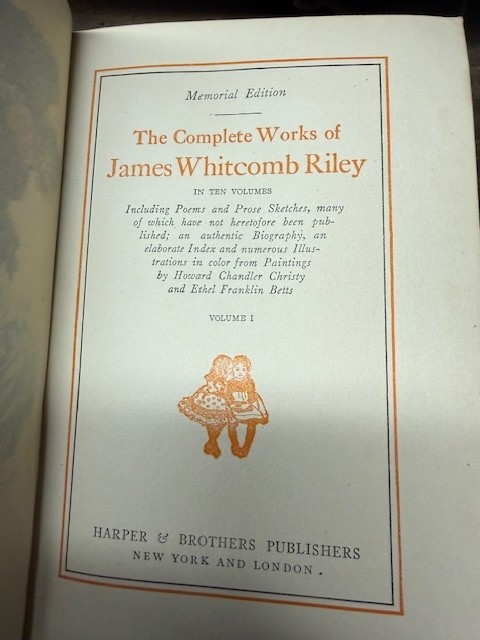 Memorial Edition
The Complete Works of
James Whitcomb Riley
IN TEN VOLUMES
Including Poems and Prose Sketches, many
of which have not heretofore been pub-
lished; an authentic Biography, an
elaborate Index and numerous Illus-
trations in color from Paintings
by Howard Chandler Christy
and Ethel Franklin Betts
VOLUME I
HARPER & BROTHERS PUBLISHERS
NEW YORK AND LONDON.